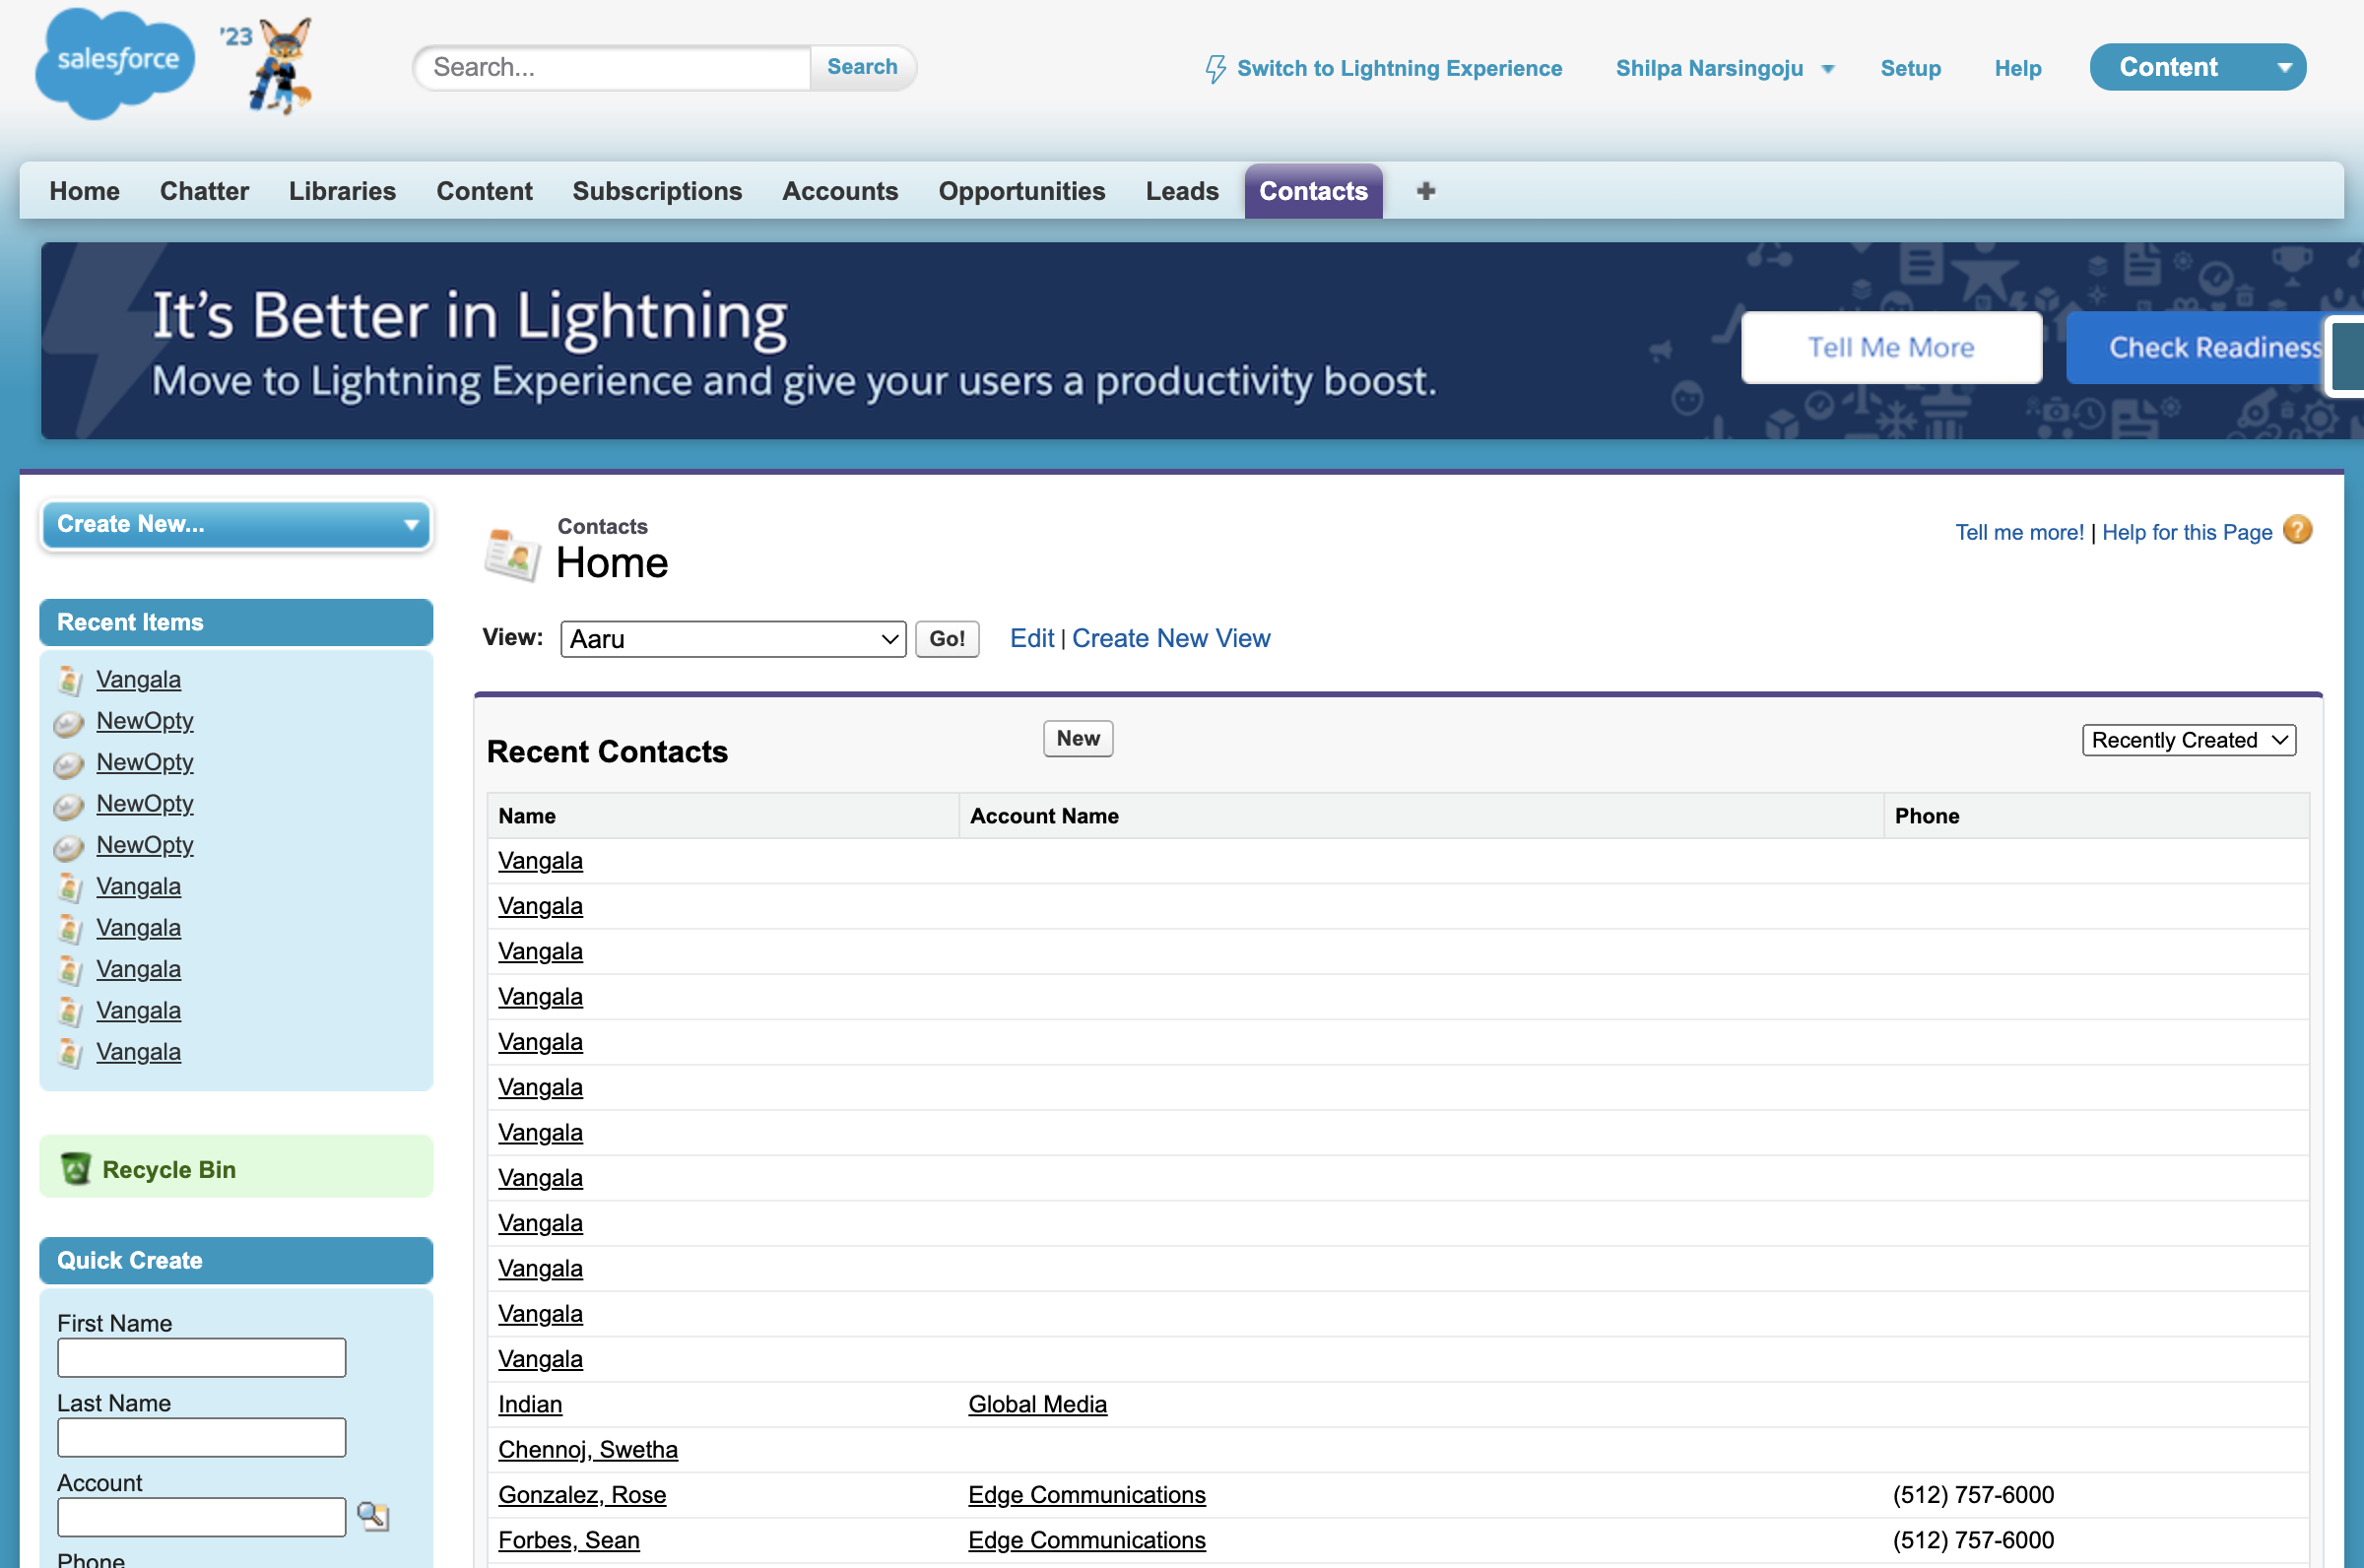 salesforce
'23
Search...
Search
Switch to Lightning Experience
Shilpa Narsingoju
Setup
Help
Content
Home
Chatter
Libraries
Content
Subscriptions
Accounts
Opportunities
Leads
Contacts
It's Better in Lightning
Move to Lightning Experience and give your users a productivity boost.
Tell Me More
Check Readiness
Create New...
Recent Items
Vangala
NewOpty
NewOpty
NewOpty
NewOpty
Vangala
Vangala
Vangala
Vangala
Vangala
Recycle Bin
Quick Create
First Name
Last Name
Account
Phone
Contacts
Home
Tell me more! | Help for this Page ?
View: Aaru Go! Edit | Create New View
Recent Contacts New Recently Created
Name Account Name Phone
Vangala
Vangala
Vangala
Vangala
Vangala
Vangala
Vangala
Vangala
Vangala
Vangala
Vangala
Vangala
Indian Global Media
Chennoj, Swetha
Gonzalez, Rose Edge Communications (512) 757-6000
Forbes, Sean Edge Communications (512) 757-6000